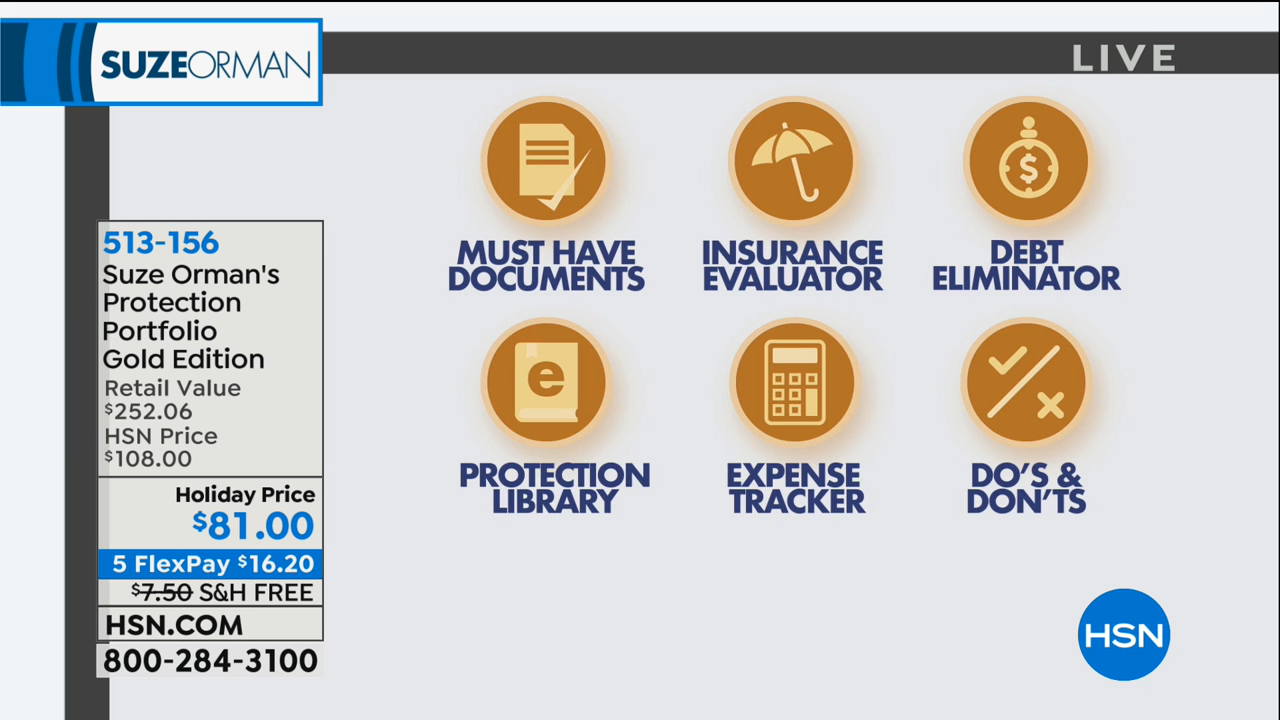 SUZEORMAN
LIVE
513-156
Suze Orman's
Protection
Portfolio
Gold Edition
Retail Value
$252.06
HSN Price
$108.00
Holiday Price
$81.00
5 FlexPay $16.20
$7.50 S&H FREE
HSN.COM
800-284-3100
$
MUST HAVE
DOCUMENTS
INSURANCE
EVALUATOR
DEBT
ELIMINATOR
e
PROTECTION
LIBRARY
EXPENSE
TRACKER
DO'S &
DON'TS
HSN